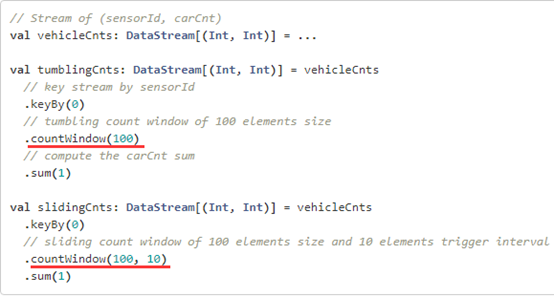 // Stream of (sensorId, carCnt)
val vehicleCnts: DataStream[(Int, Int)] = ...
val tumblingCnts: DataStream[(Int, Int)] = vehicleCnts
// key stream by sensorId
.keyBy(0)
// tumbling count window of 100 elements size
.countWindow(100)
// compute the carCnt sum
.sum(1)
val slidingCnts: DataStream[(Int, Int)] = vehicleCnts
.keyBy(0)
// sliding count window of 100 elements size and 10 elements trigger interval
.countWindow(100, 10)
.sum(1)